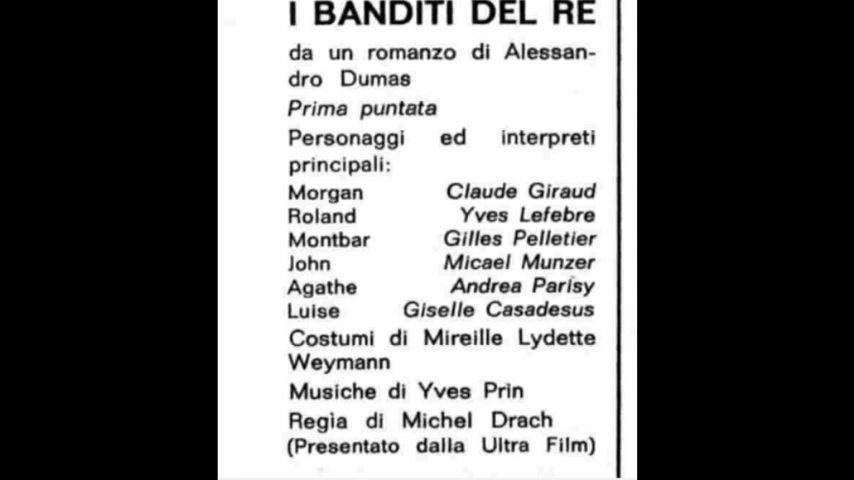 I BANDITI DEL RE
da un romanzo di Alessan-
dro Dumas
Prima puntata
Personaggi ed interpreti
principali:
Morgan Claude Giraud
Roland Yves Lefebre
Montbar Gilles Pelletier
John Micael Munzer
Agathe Andrea Parisy
Luise Giselle Casadesus
Costumi di Mireille Lydette
Weymann
Musiche di Yves Prin
Regìa di Michel Drach
(Presentato dalla Ultra Film)